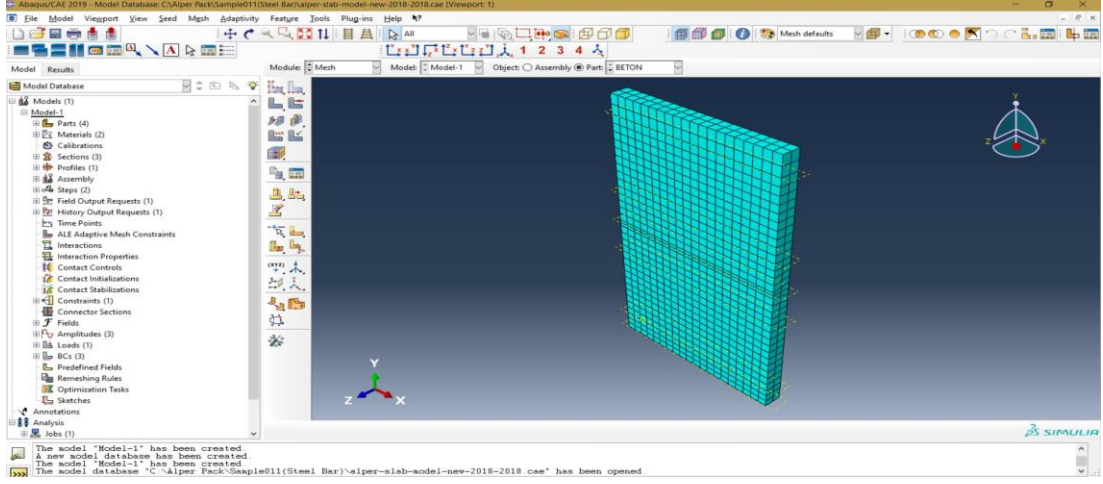 Abaqus/CAE 2019 - Model Database: C:\Alper Pack\Sample011(Steel Bar)\alper-slab-model-new-2018-2018.cae [Viewport: 1]
File Model Viewport View Seed Mesh Adaptivity Feature Tools Plug-ins Help
All Mesh defaults
1 2 3 4
Model Results Module: Mesh Model: Model-1 Object: Assembly Part: BETON
Model Database
Models (1)
Model-1
Parts (4)
Materials (2)
Calibrations
Sections (3)
Profiles (1)
Assembly
Steps (2)
Field Output Requests (1)
History Output Requests (1)
Time Points
ALE Adaptive Mesh Constraints
Interactions
Interaction Properties
Contact Controls
Contact Initializations
Contact Stabilizations
Constraints (1)
Connector Sections
Fields
Amplitudes (3)
Loads (1)
BCs (3)
Predefined Fields
Remeshing Rules
Optimization Tasks
Sketches
Annotations
Analysis
Jobs (1)
(XYZ)
Y
Z
X
Y
Z
X
SIMULIA
The model "Model-1" has been created.
A new model database has been created.
The model "Model-1" has been created.
The model database "C:\Alper Pack\Sample011(Steel Bar)\alper-slab-model-new-2018-2018.cae" has been opened.